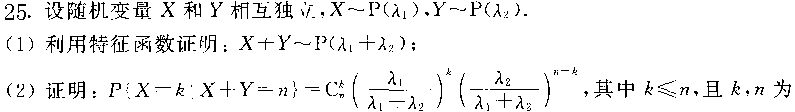 25. 设随机变量 X 和 Y 相互独立,X~P(λ₁),Y~P(λ₂).
(1) 利用特征函数证明:X+Y~P(λ₁+λ₂);
(2) 证明:P{X=k|X+Y=n}=Cₙᵏ(λ₁/(λ₁+λ₂))ᵏ(λ₂/(λ₁+λ₂))ⁿ⁻ᵏ,其中 k≤n,且 k,n 为